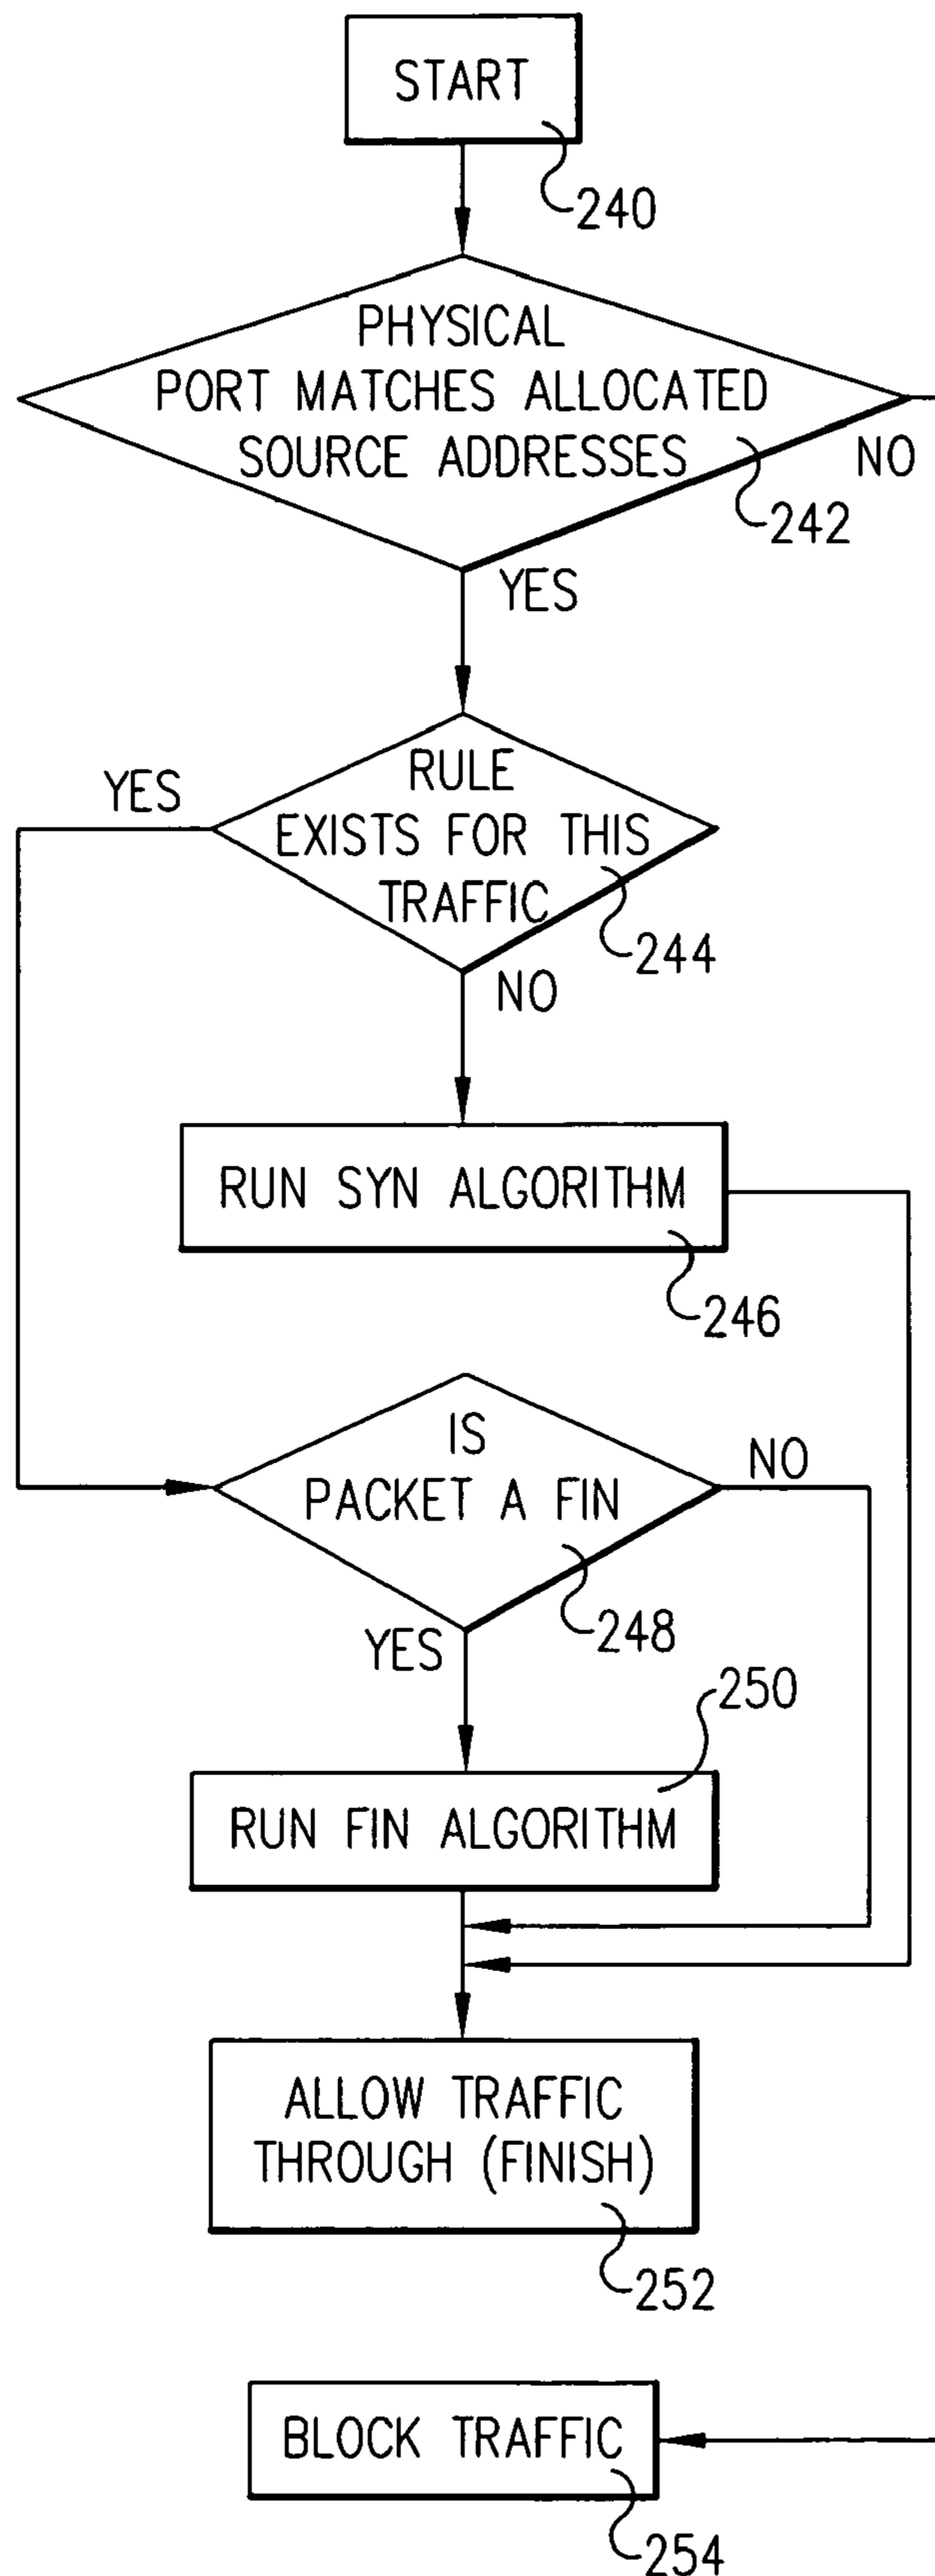 START
240
PHYSICAL
PORT MATCHES ALLOCATED
SOURCE ADDRESSES
NO
242
YES
RULE
YES
EXISTS FOR THIS
TRAFFIC
244
NO
RUN SYN ALGORITHM
246
IS
NO
PACKET A FIN
248
YES
250
RUN FIN ALGORITHM
ALLOW TRAFFIC
THROUGH (FINISH)
252
BLOCK TRAFFIC
254